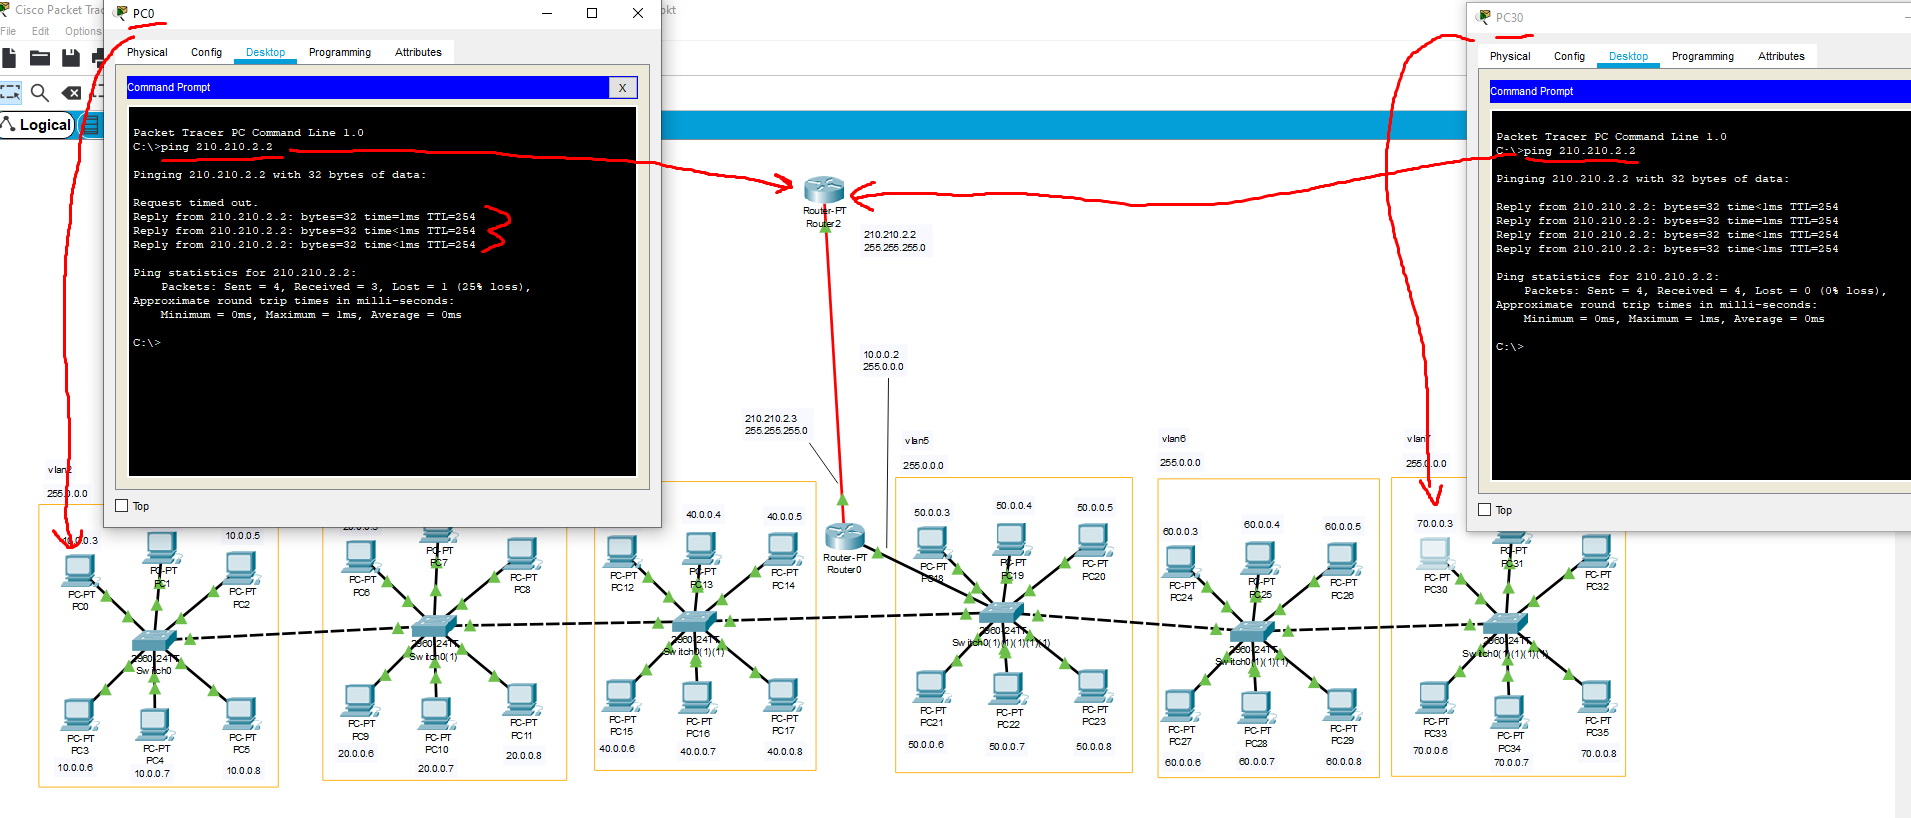 Cisco Packet Trac
File Edit Options
Logical
PC0
Physical Config Desktop Programming Attributes
Command Prompt
X
Packet Tracer PC Command Line 1.0
C:\>ping 210.210.2.2
Pinging 210.210.2.2 with 32 bytes of data:
Request timed out.
Reply from 210.210.2.2: bytes=32 time=1ms TTL=254
Reply from 210.210.2.2: bytes=32 time<1ms TTL=254
Reply from 210.210.2.2: bytes=32 time<1ms TTL=254
Ping statistics for 210.210.2.2:
Packets: Sent = 4, Received = 3, Lost = 1 (25% loss),
Approximate round trip times in milli-seconds:
Minimum = 0ms, Maximum = 1ms, Average = 0ms
C:\>
Top
pkt
PC30
Physical Config Desktop Programming Attributes
Command Prompt
Packet Tracer PC Command Line 1.0
C:\>ping 210.210.2.2
Pinging 210.210.2.2 with 32 bytes of data:
Reply from 210.210.2.2: bytes=32 time<1ms TTL=254
Reply from 210.210.2.2: bytes=32 time=1ms TTL=254
Reply from 210.210.2.2: bytes=32 time<1ms TTL=254
Reply from 210.210.2.2: bytes=32 time<1ms TTL=254
Ping statistics for 210.210.2.2:
Packets: Sent = 4, Received = 4, Lost = 0 (0% loss),
Approximate round trip times in milli-seconds:
Minimum = 0ms, Maximum = 1ms, Average = 0ms
C:\>
Top
Router-PT
Router2
210.210.2.2
255.255.255.0
10.0.0.2
255.0.0.0
210.210.2.3
255.255.255.0
Router-PT
Router0
vlan2
255.0.0.0
10.0.0.3
10.0.0.5
PC-PT
PC0
PC-PT
PC1
PC-PT
PC2
2960-24TT
Switch0
PC-PT
PC3
PC-PT
PC4
PC-PT
PC5
10.0.0.6
10.0.0.7
10.0.0.8
PC-PT
PC6
PC-PT
PC7
PC-PT
PC8
2960-24TT
Switch0(1)
PC-PT
PC9
PC-PT
PC10
PC-PT
PC11
20.0.0.6
20.0.0.7
20.0.0.8
40.0.0.4
40.0.0.5
PC-PT
PC12
PC-PT
PC13
PC-PT
PC14
2960-24TT
Switch0(1)(1)
PC-PT
PC15
PC-PT
PC16
PC-PT
PC17
40.0.0.6
40.0.0.7
40.0.0.8
vlan5
255.0.0.0
50.0.0.3
50.0.0.4
50.0.0.5
PC-PT
PC18
PC-PT
PC19
PC-PT
PC20
2960-24TT
Switch0(1)(1)(1)(1)(1)
PC-PT
PC21
PC-PT
PC22
PC-PT
PC23
50.0.0.6
50.0.0.7
50.0.0.8
vlan6
255.0.0.0
60.0.0.3
60.0.0.4
60.0.0.5
PC-PT
PC24
PC-PT
PC25
PC-PT
PC26
2960-24TT
Switch0(1)(1)(1)
PC-PT
PC27
PC-PT
PC28
PC-PT
PC29
60.0.0.6
60.0.0.7
60.0.0.8
vlan7
255.0.0.0
70.0.0.3
PC-PT
PC30
PC-PT
PC31
PC-PT
PC32
2960-24TT
Switch0(1)(1)(1)(1)
PC-PT
PC33
PC-PT
PC34
PC-PT
PC35
70.0.0.6
70.0.0.7
70.0.0.8